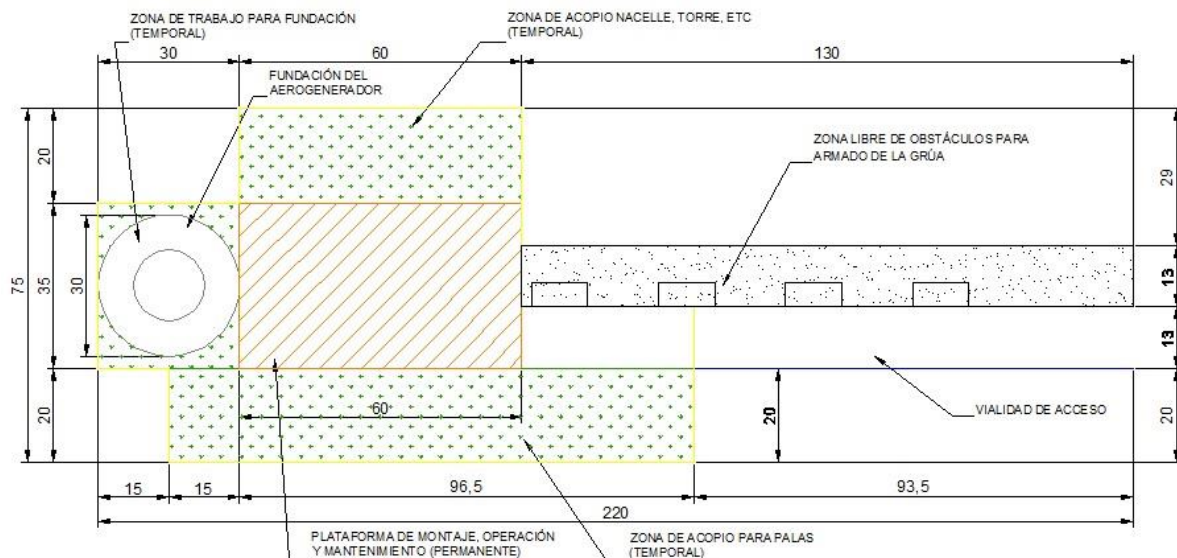 ZONA DE TRABAJO PARA FUNDACIÓN
(TEMPORAL)
ZONA DE ACOPIO NACELLE, TORRE, ETC
(TEMPORAL)
30
60
130
FUNDACIÓN DEL
AEROGENERADOR
ZONA LIBRE DE OBSTÁCULOS PARA
ARMADO DE LA GRÚA
20
29
75
35
30
13
13
20
60
20
20
VIALIDAD DE ACCESO
15
15
96,5
93,5
220
PLATAFORMA DE MONTAJE, OPERACIÓN
Y MANTENIMIENTO (PERMANENTE)
ZONA DE ACOPIO PARA PALAS
(TEMPORAL)